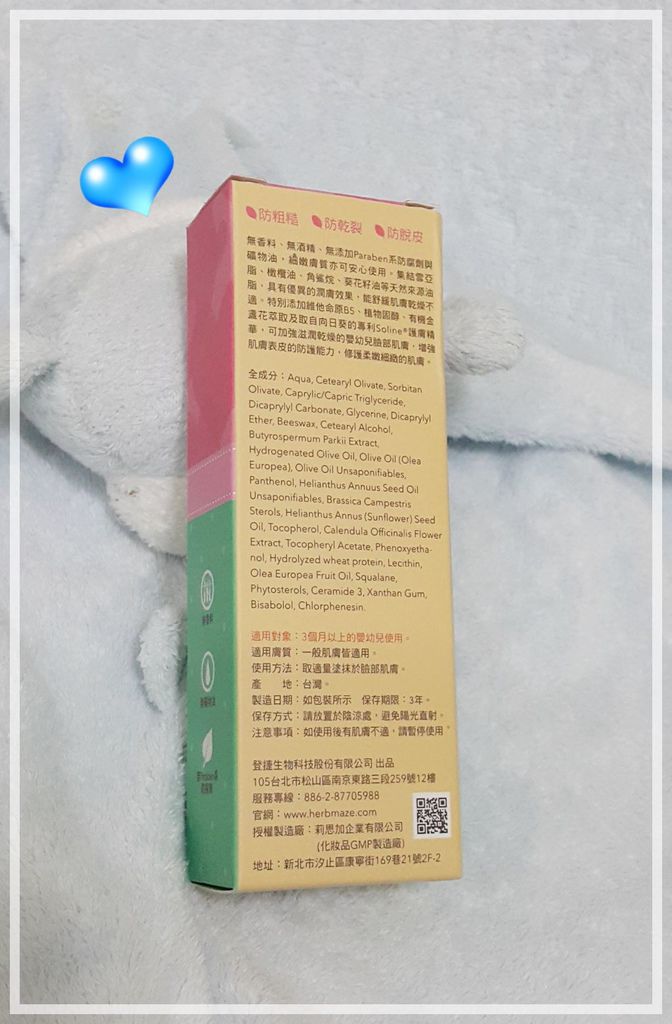 防粗糙 防乾裂 防脫皮
無香料、無酒精、無添加Paraben系防腐劑與
礦物油，細嫩膚質亦可安心使用。集結雪亞
脂、橄欖油、角鯊烷、葵花籽油等天然來源油
脂，具有優異的潤膚效果，能舒緩肌膚乾燥不
適。特別添加維他命原B5、植物固醇、有機金
盞花萃取及取自向日葵的專利Soline®護膚精
華，可加強滋潤乾燥的嬰幼兒臉部肌膚，增強
肌膚表皮的防護能力，修護柔嫩細緻的肌膚。
全成分：Aqua, Cetearyl Olivate, Sorbitan
Olivate, Caprylic/Capric Triglyceride,
Dicaprylyl Carbonate, Glycerine, Dicaprylyl
Ether, Beeswax, Cetearyl Alcohol,
Butyrospermum Parkii Extract,
Hydrogenated Olive Oil, Olive Oil (Olea
Europea), Olive Oil Unsaponifiables,
Panthenol, Helianthus Annuus Seed Oil
Unsaponifiables, Brassica Campestris
Sterols, Helianthus Annus (Sunflower) Seed
Oil, Tocopherol, Calendula Officinalis Flower
Extract, Tocopheryl Acetate, Phenoxyetha-
nol, Hydrolyzed wheat protein, Lecithin,
Olea Europea Fruit Oil, Squalane,
Phytosterols, Ceramide 3, Xanthan Gum,
Bisabolol, Chlorphenesin.
適用對象：3個月以上的嬰幼兒使用。
適用膚質：一般肌膚皆適用。
使用方法：取適量塗抹於臉部肌膚。
產　　地：台灣。
製造日期：如包裝所示　保存期限：3年。
保存方式：請放置於陰涼處，避免陽光直射。
注意事項：如使用後有肌膚不適，請暫停使用。
登捷生物科技股份有限公司 出品
105台北市松山區南京東路三段259號12樓
服務專線：886-2-87705988
官網：www.herbmaze.com
授權製造廠：莉思加企業有限公司
(化妝品GMP製造廠)
地址：新北市汐止區康寧街169巷21號2F-2
無香料